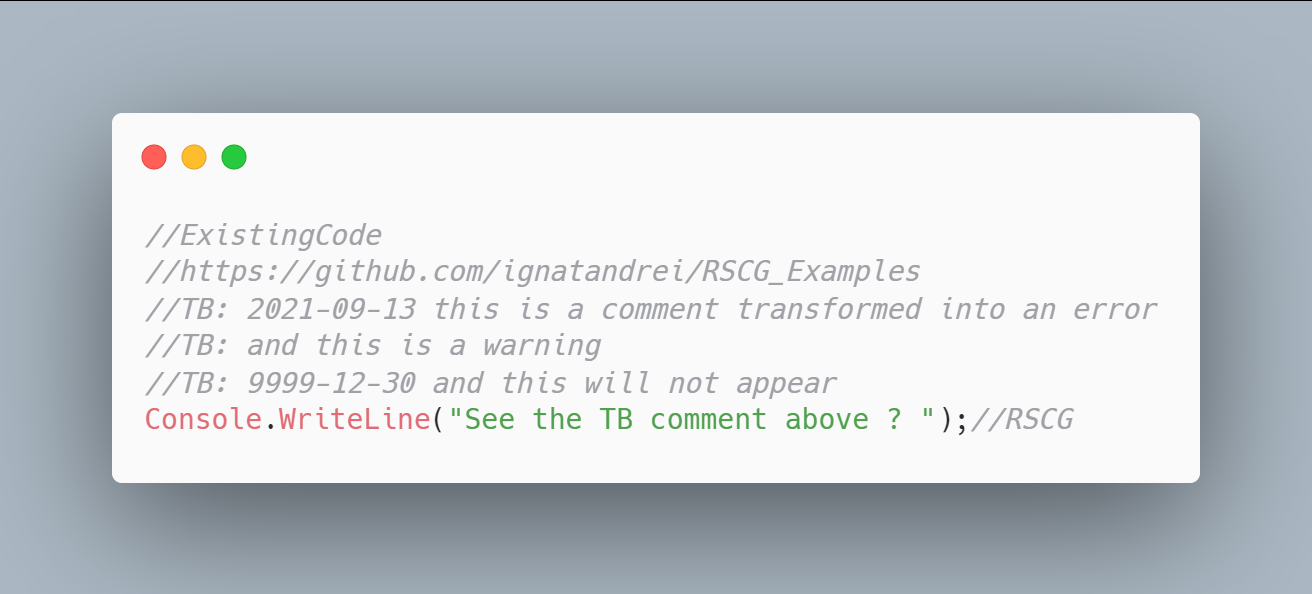 //ExistingCode
//https://github.com/ignatandrei/RSCG_Examples
//TB: 2021-09-13 this is a comment transformed into an error
//TB: and this is a warning
//TB: 9999-12-30 and this will not appear
Console.WriteLine("See the TB comment above ? ");//RSCG